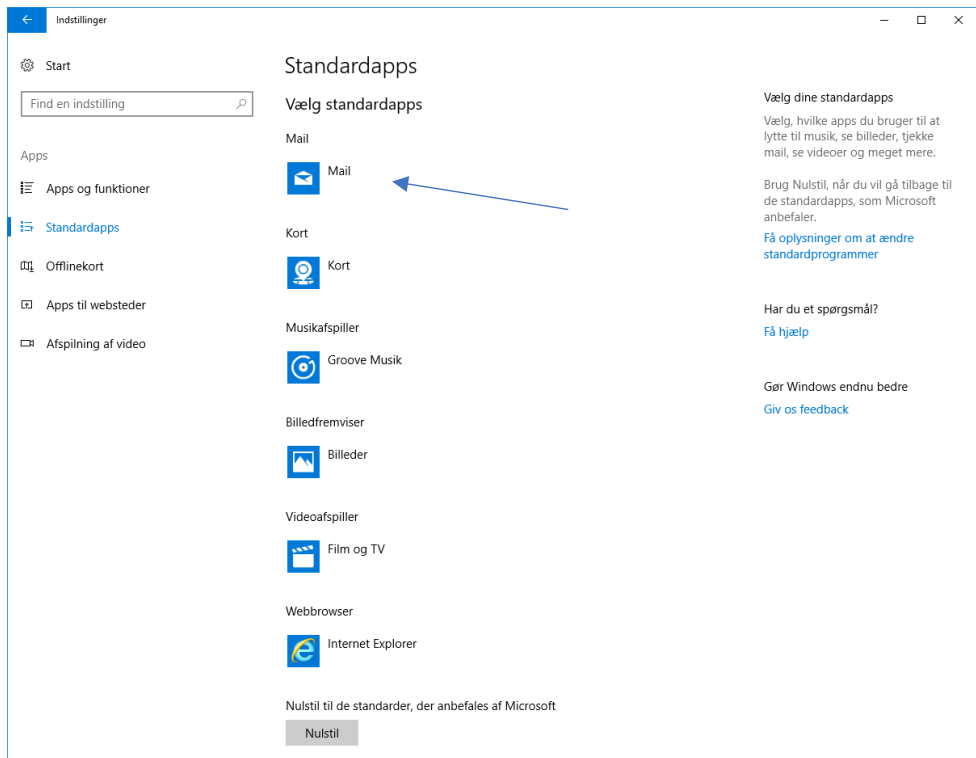 Indstillinger
Start
Find en indstilling
Apps
Apps og funktioner
Standardapps
Offlinekort
Apps til websteder
Afspilning af video
Standardapps
Vælg standardapps
Mail
Mail
Kort
Kort
Musikafspiller
Groove Musik
Billedfremviser
Billeder
Videoafspiller
Film og TV
Webbrowser
Internet Explorer
Nulstil til de standarder, der anbefales af Microsoft
Nulstil
Vælg dine standardapps
Vælg, hvilke apps du bruger til at
lytte til musik, se billeder, tjekke
mail, se videoer og meget mere.
Brug Nulstil, når du vil gå tilbage til
de standardapps, som Microsoft
anbefaler.
Få oplysninger om at ændre
standardprogrammer
Har du et spørgsmål?
Få hjælp
Gør Windows endnu bedre
Giv os feedback